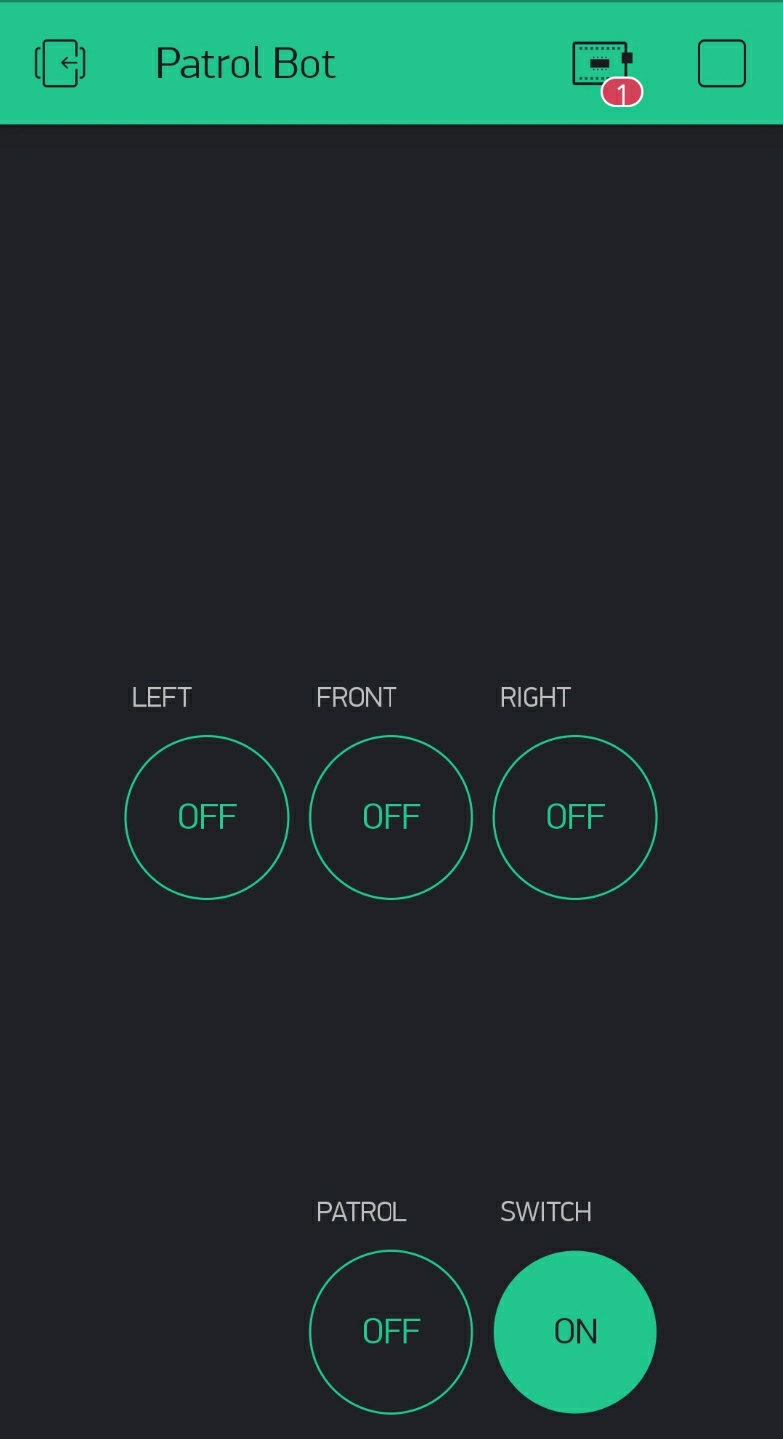 Patrol Bot
1
LEFT FRONT RIGHT
OFF OFF OFF
PATROL SWITCH
OFF ON